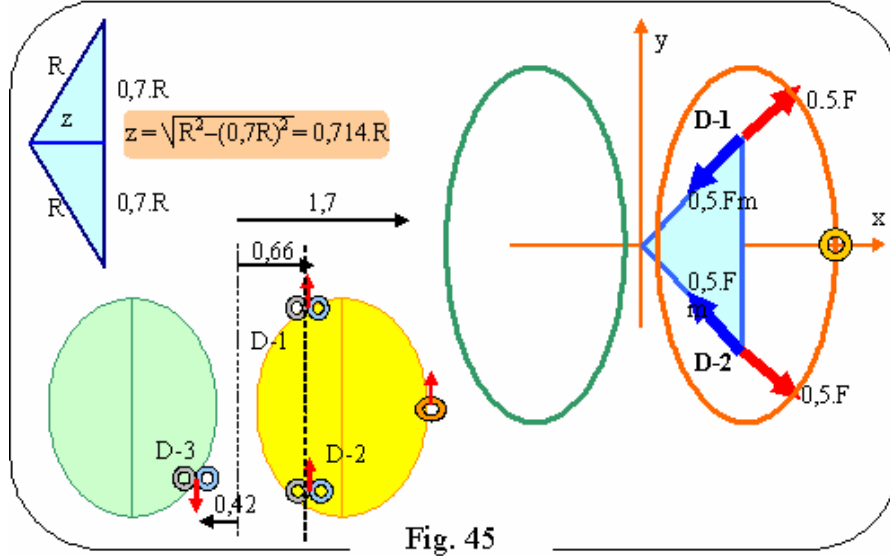 R
0,7.R
z
z = √R²–(0,7R)² = 0,714.R
R
0,7.R
1,7
0,66
D-1
D-3
D-2
0,42
y
0.5.F
D-1
0,5.Fm
x
0,5.F
m
D-2
0,5.F
Fig. 45